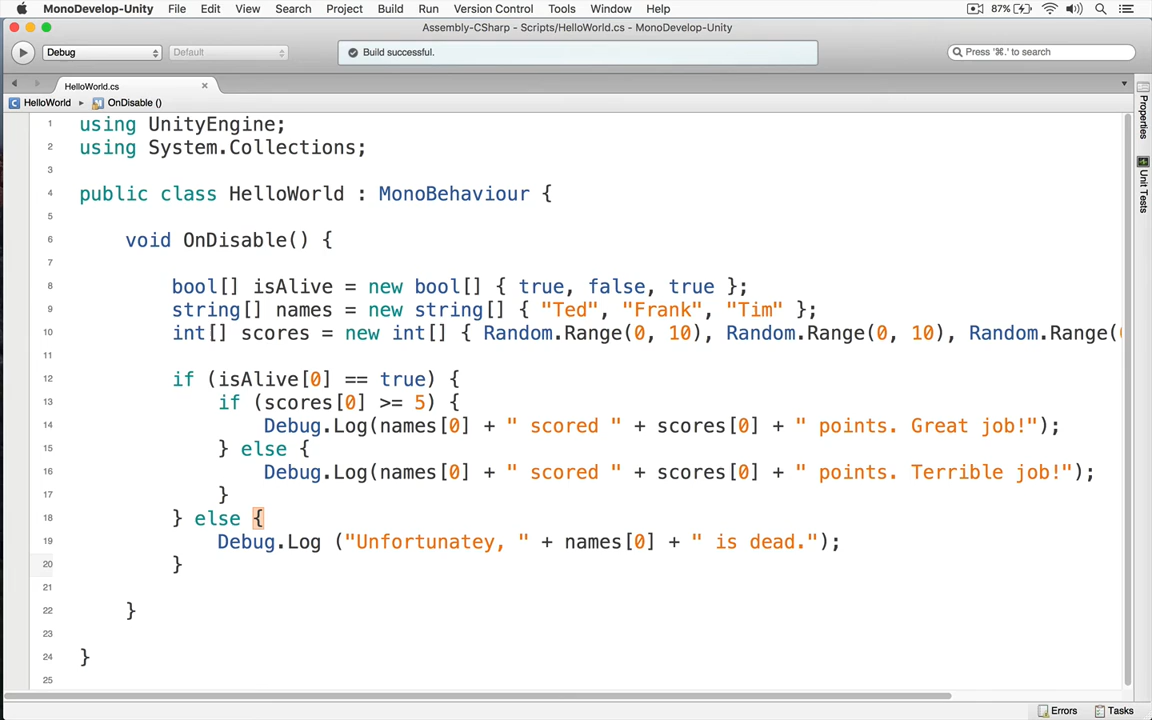 MonoDevelop-Unity File Edit View Search Project Build Run Version Control Tools Window Help 87%
Assembly-CSharp - Scripts/HelloWorld.cs - MonoDevelop-Unity
Debug Default Build successful. Press '⌘.' to search
HelloWorld.cs
HelloWorld ▸ OnDisable ()
1 using UnityEngine;
2 using System.Collections;
3
4 public class HelloWorld : MonoBehaviour {
5
6 void OnDisable() {
7
8 bool[] isAlive = new bool[] { true, false, true };
9 string[] names = new string[] { "Ted", "Frank", "Tim" };
10 int[] scores = new int[] { Random.Range(0, 10), Random.Range(0, 10), Random.Range(
11
12 if (isAlive[0] == true) {
13 if (scores[0] >= 5) {
14 Debug.Log(names[0] + " scored " + scores[0] + " points. Great job!");
15 } else {
16 Debug.Log(names[0] + " scored " + scores[0] + " points. Terrible job!");
17 }
18 } else {
19 Debug.Log ("Unfortunatey, " + names[0] + " is dead.");
20 }
21
22 }
23
24 }
25
Properties
Unit Tests
Errors Tasks